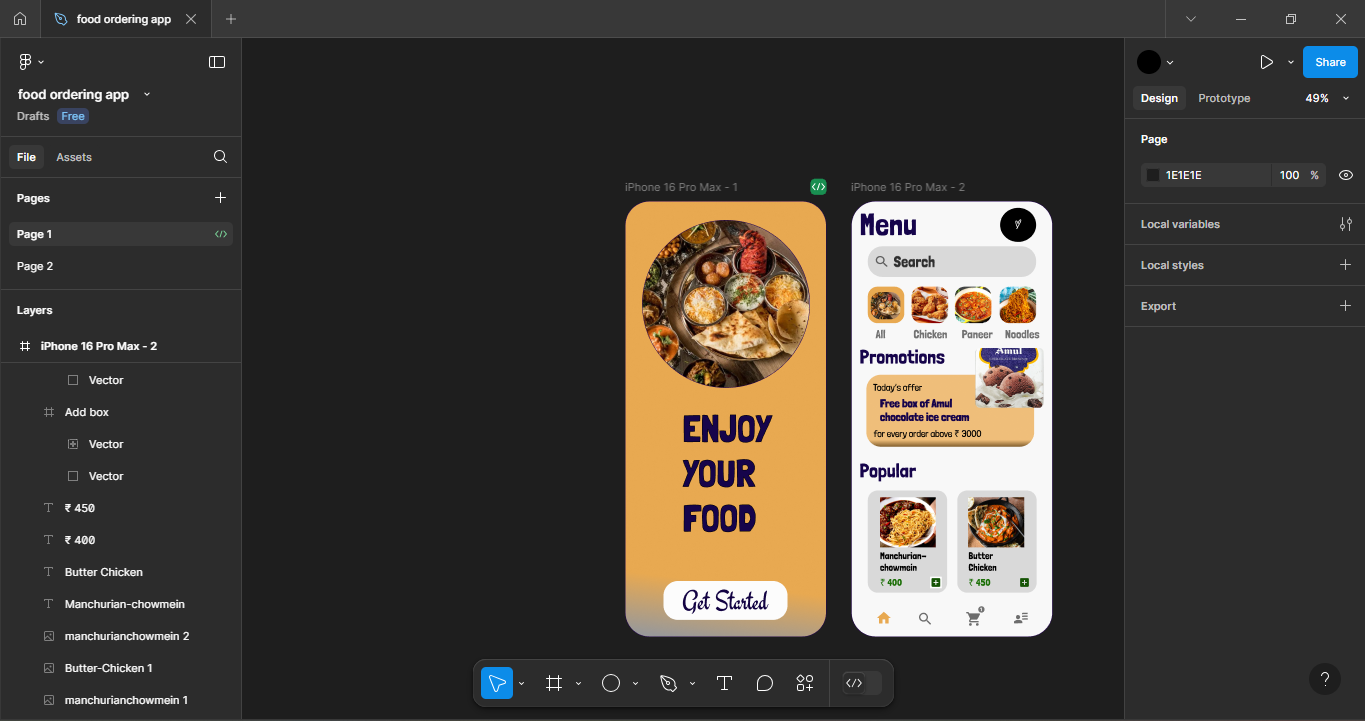 food ordering app
food ordering app
Drafts Free
File Assets
Pages
Page 1
Page 2
Layers
iPhone 16 Pro Max - 2
Vector
Add box
Vector
Vector
₹ 450
₹ 400
Butter Chicken
Manchurian-chowmein
manchurianchowmein 2
Butter-Chicken 1
manchurianchowmein 1
iPhone 16 Pro Max - 1
ENJOY
YOUR
FOOD
Get Started
iPhone 16 Pro Max - 2
Menu
Search
All Chicken Paneer Noodles
Promotions
Amul
Today's offer
Free box of Amul
chocolate ice cream
for every order above ₹ 3000
Popular
Manchurian-
chowmein
₹ 400
Butter
Chicken
₹ 450
1
Share
Design Prototype 49%
Page
1E1E1E 100 %
Local variables
Local styles
Export
?